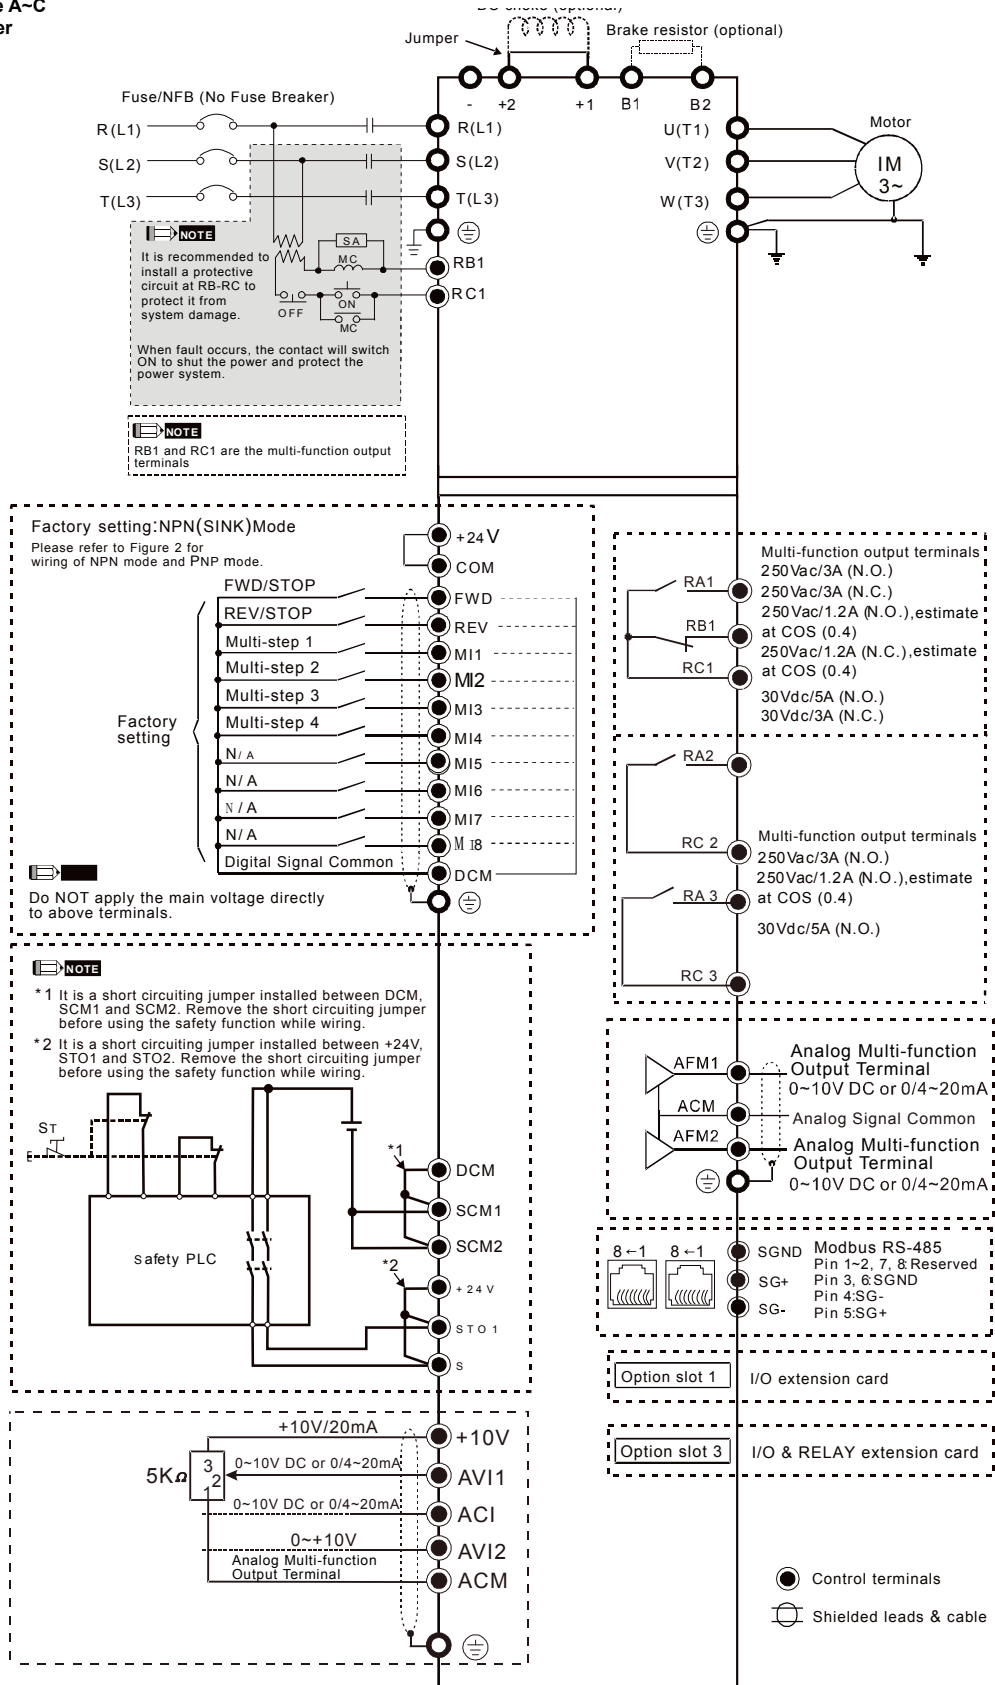 e A~C
er
Jumper
DC choke (optional)
Brake resistor (optional)
- +2 +1 B1 B2
Fuse/NFB (No Fuse Breaker)
R(L1)
S(L2)
T(L3)
R(L1)
S(L2)
T(L3)
RB1
RC1
U(T1)
V(T2)
W(T3)
Motor
IM
3~
NOTE
It is recommended to
install a protective
circuit at RB-RC to
protect it from
system damage.
SA
MC
ON
OFF
MC
When fault occurs, the contact will switch
ON to shut the power and protect the
power system.
NOTE
RB1 and RC1 are the multi-function output
terminals
Factory setting:NPN(SINK)Mode
Please refer to Figure 2 for
wiring of NPN mode and PNP mode.
FWD/STOP
REV/STOP
Multi-step 1
Multi-step 2
Multi-step 3
Multi-step 4
N/A
N/A
N/A
N/A
Digital Signal Common
Factory
setting
+24V
COM
FWD
REV
MI1
MI2
MI3
MI4
MI5
MI6
MI7
MI8
DCM
Do NOT apply the main voltage directly
to above terminals.
RA1
RB1
RC1
Multi-function output terminals
250Vac/3A (N.O.)
250Vac/3A (N.C.)
250Vac/1.2A (N.O.),estimate
at COS (0.4)
250Vac/1.2A (N.C.),estimate
at COS (0.4)
30Vdc/5A (N.O.)
30Vdc/3A (N.C.)
RA2
RC 2
RA 3
RC 3
Multi-function output terminals
250Vac/3A (N.O.)
250Vac/1.2A (N.O.),estimate
at COS (0.4)
30Vdc/5A (N.O.)
NOTE
*1 It is a short circuiting jumper installed between DCM,
SCM1 and SCM2. Remove the short circuiting jumper
before using the safety function while wiring.
*2 It is a short circuiting jumper installed between +24V,
STO1 and STO2. Remove the short circuiting jumper
before using the safety function while wiring.
ST
Safety PLC
*1
DCM
SCM1
SCM2
*2
+24V
STO1
S
AFM1
ACM
AFM2
Analog Multi-function
Output Terminal
0~10V DC or 0/4~20mA
Analog Signal Common
Analog Multi-function
Output Terminal
0~10V DC or 0/4~20mA
8←1 8←1
SGND
SG+
SG-
Modbus RS-485
Pin 1~2, 7, 8:Reserved
Pin 3, 6:SGND
Pin 4:SG-
Pin 5:SG+
Option slot 1 I/O extension card
Option slot 3 I/O & RELAY extension card
+10V/20mA
5KΩ
3
2
1
0~10V DC or 0/4~20mA
0~10V DC or 0/4~20mA
0~+10V
Analog Multi-function
Output Terminal
+10V
AVI1
ACI
AVI2
ACM
Control terminals
Shielded leads & cable